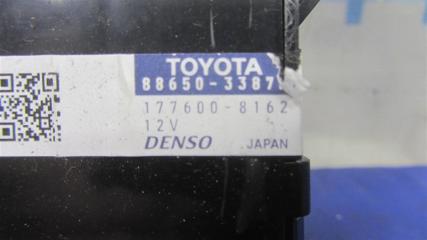 TOYOTA
88650-3387
177600-8162
12V
DENSO JAPAN